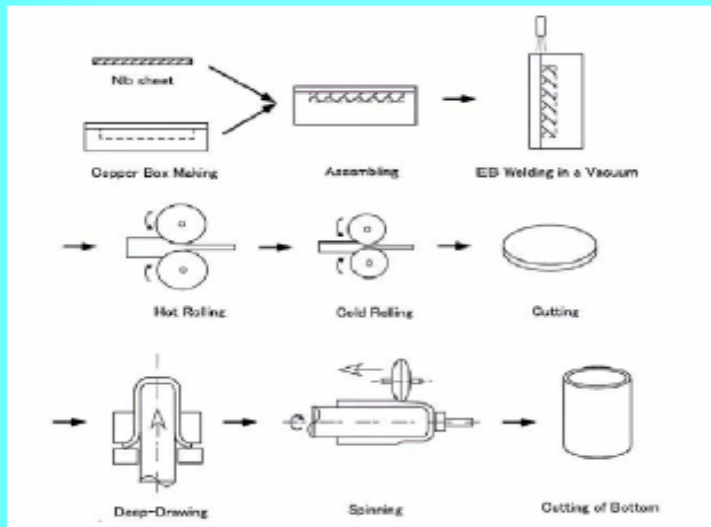 Nb sheet
Copper Box Making
Assembling
EB Welding in a Vacuum
Hot Rolling
Cold Rolling
Cutting
Deep-Drawing
Spinning
Cutting of Bottom